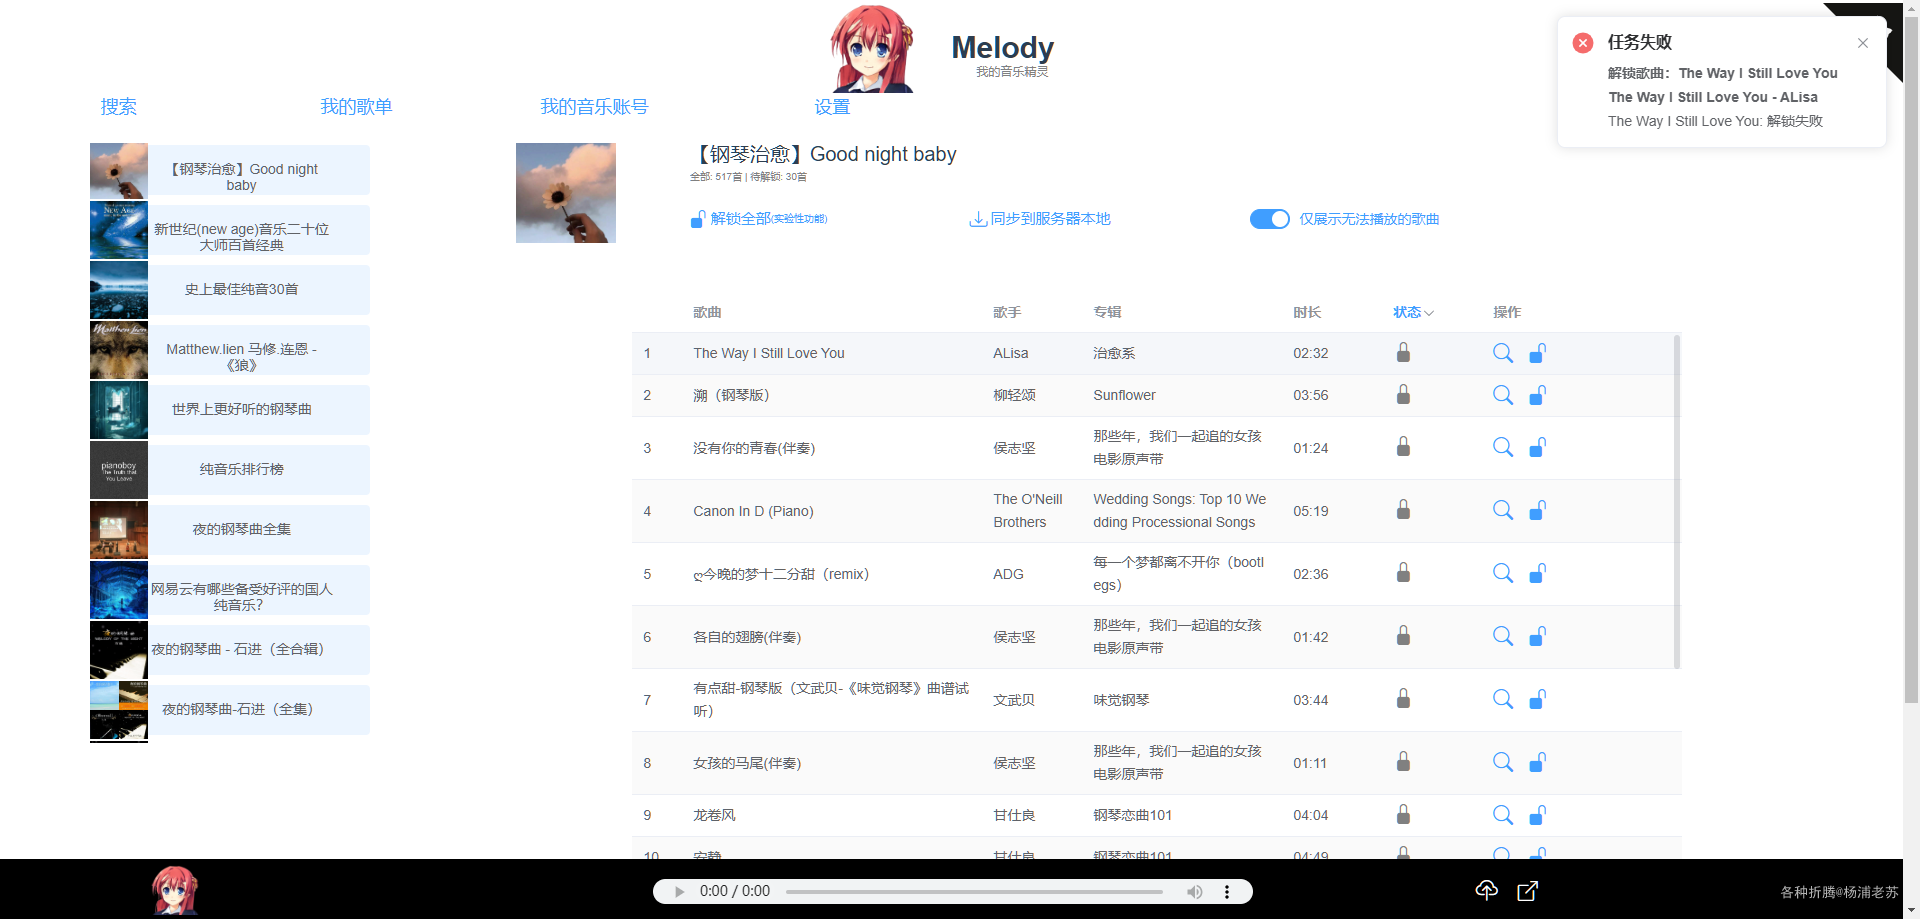 Melody
我的音乐精灵
搜索
我的歌单
我的音乐账号
设置
任务失败
解锁歌曲：The Way I Still Love You
The Way I Still Love You - ALisa
The Way I Still Love You: 解锁失败
【钢琴治愈】Good night
baby
新世纪(new age)音乐二十位
大师百首经典
史上最佳纯音30首
Matthew.lien 马修.连恩 -
《狼》
世界上更好听的钢琴曲
pianoboy
The Truth that
You Leave
纯音乐排行榜
夜的钢琴曲全集
网易云有哪些备受好评的国人
纯音乐？
夜的钢琴曲 - 石进（全合辑）
夜的钢琴曲-石进（全集）
【钢琴治愈】Good night baby
全部: 517首 | 待解锁: 30首
解锁全部(实验性功能)
同步到服务器本地
仅展示无法播放的歌曲
歌曲 歌手 专辑 时长 状态 操作
1 The Way I Still Love You ALisa 治愈系 02:32
2 溯（钢琴版） 柳轻颂 Sunflower 03:56
3 没有你的青春(伴奏) 侯志坚 那些年，我们一起追的女孩 01:24
电影原声带
4 Canon In D (Piano) The O'Neill Wedding Songs: Top 10 We 05:19
Brothers dding Processional Songs
5 ღ今晚的梦十二分甜（remix） ADG 每一个梦都离不开你（bootl 02:36
egs）
6 各自的翅膀(伴奏) 侯志坚 那些年，我们一起追的女孩 01:42
电影原声带
7 有点甜-钢琴版（文武贝-《味觉钢琴》曲谱试 文武贝 味觉钢琴 03:44
听）
8 女孩的马尾(伴奏) 侯志坚 那些年，我们一起追的女孩 01:11
电影原声带
9 龙卷风 甘仕良 钢琴恋曲101 04:04
10 安静 甘仕良 钢琴恋曲101 04:49
0:00 / 0:00
各种折腾@杨浦老苏